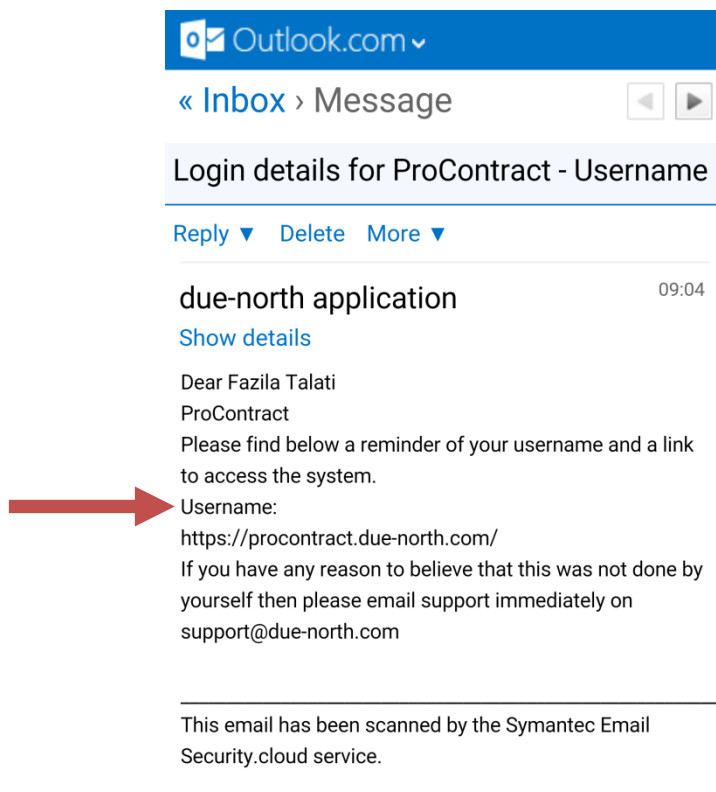 Outlook.com
« Inbox › Message
Login details for ProContract - Username
Reply ▼ Delete More ▼
due-north application 09:04
Show details
Dear Fazila Talati
ProContract
Please find below a reminder of your username and a link
to access the system.
Username:
https://procontract.due-north.com/
If you have any reason to believe that this was not done by
yourself then please email support immediately on
support@due-north.com
This email has been scanned by the Symantec Email
Security.cloud service.